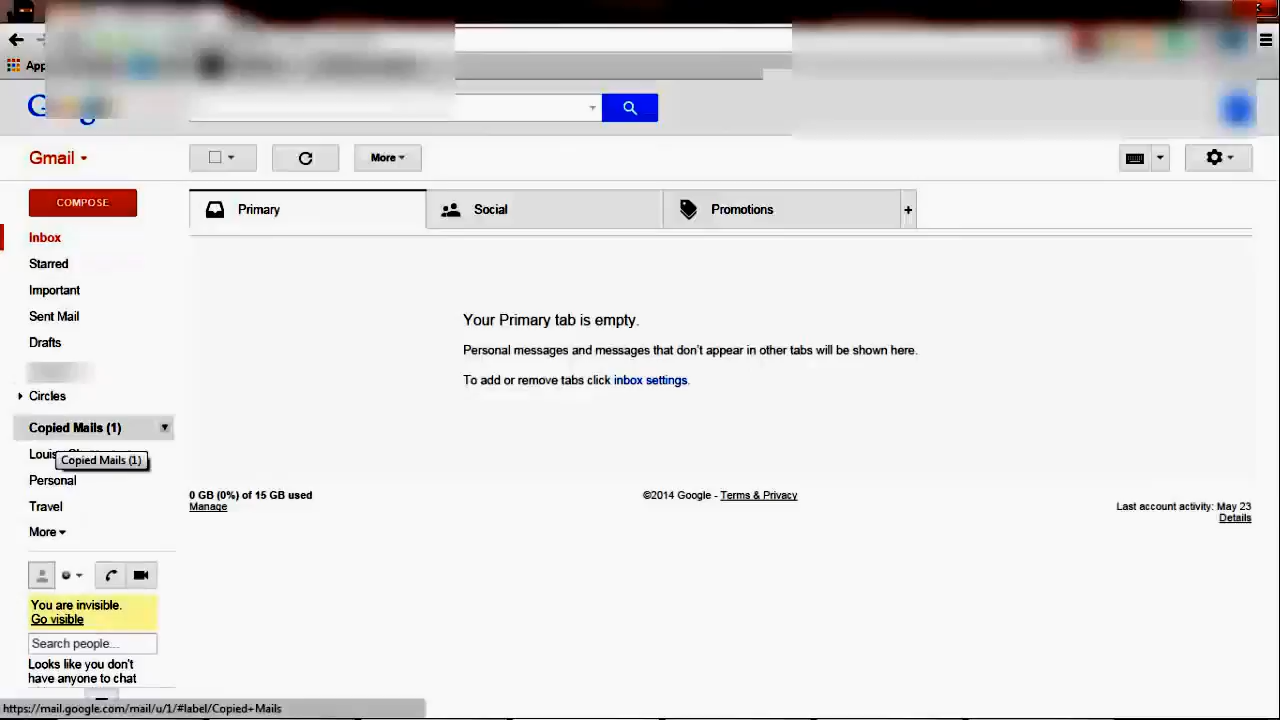 App
G
Gmail
More
COMPOSE
Primary
Social
Promotions
+
Inbox
Starred
Important
Sent Mail
Drafts
Circles
Copied Mails (1)
Copied Mails (1)
Personal
Travel
More
Your Primary tab is empty.
Personal messages and messages that don't appear in other tabs will be shown here.
To add or remove tabs click inbox settings.
0 GB (0%) of 15 GB used
Manage
©2014 Google - Terms & Privacy
Last account activity: May 23
Details
You are invisible.
Go visible
Search people...
Looks like you don't
have anyone to chat
https://mail.google.com/mail/u/1/#label/Copied+Mails